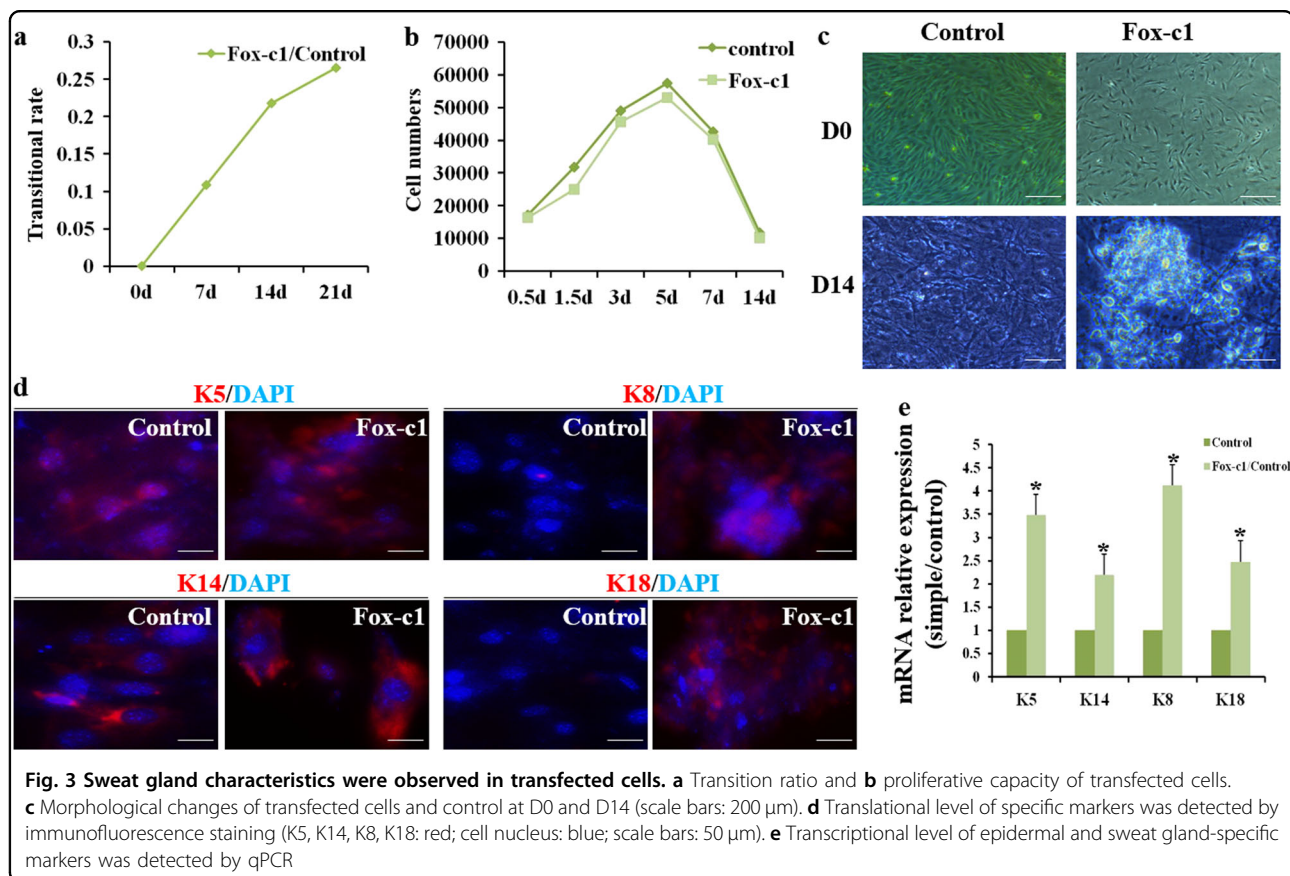 a
0.3
0.25
0.2
0.15
0.1
0.05
0
Transitional rate
Fox-c1/Control
0d 7d 14d 21d
b
70000
60000
50000
40000
30000
20000
10000
0
Cell numbers
control
Fox-c1
0.5d 1.5d 3d 5d 7d 14d
c
Control Fox-c1
D0
D14
d
K5/DAPI
Control Fox-c1
K8/DAPI
Control Fox-c1
K14/DAPI
Control Fox-c1
K18/DAPI
Control Fox-c1
e
mRNA relative expression
(simple/control)
5
4.5
4
3.5
3
2.5
2
1.5
1
0.5
0
Control
Fox-c1/Control
* * * *
K5 K14 K8 K18
Fig. 3 Sweat gland characteristics were observed in transfected cells. a Transition ratio and b proliferative capacity of transfected cells.
c Morphological changes of transfected cells and control at D0 and D14 (scale bars: 200 µm). d Translational level of specific markers was detected by
immunofluorescence staining (K5, K14, K8, K18: red; cell nucleus: blue; scale bars: 50 µm). e Transcriptional level of epidermal and sweat gland-specific
markers was detected by qPCR